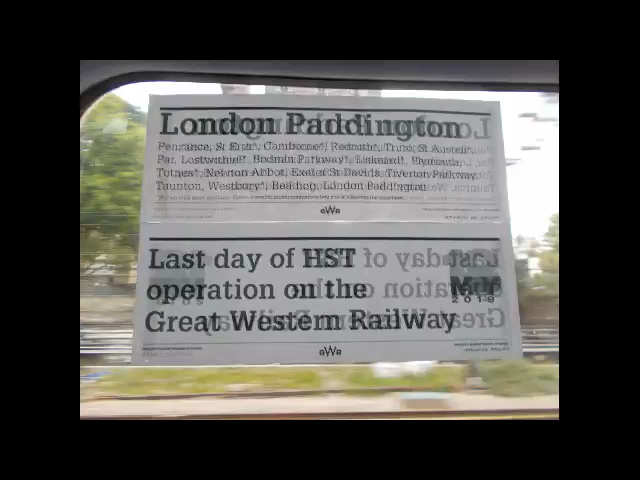 London Paddington
Penzance, St Erth*, Camborne*, Redruth*, Truro, St Austell*,
Par, Lostwithiel*, Bodmin Parkway*, Liskeard*, Plymouth,
Totnes*, Newton Abbot, Exeter St Davids, Tiverton Parkway,
Taunton, Westbury*, Reading, London Paddington
GWR
Last day of HST
operation on the
Great Western Railway
2019
GWR